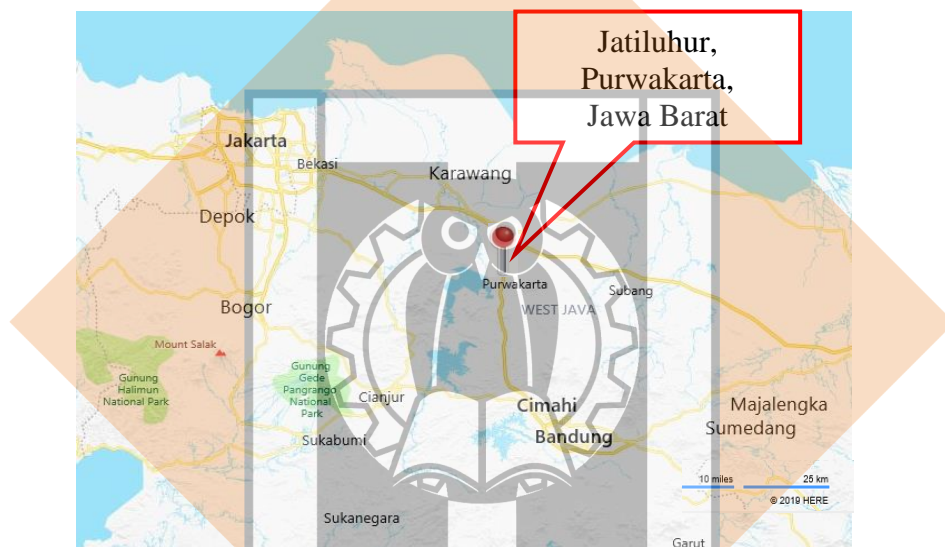 Jatiluhur,
Purwakarta,
Jawa Barat
Jakarta
Bekasi
Karawang
Depok
Purwakarta
Subang
Bogor
WEST JAVA
Mount Salak
Gunung
Halimun
National Park
Gunung
Gede
Pangrango
National
Park
Cianjur
Cimahi
Majalengka
Sumedang
Bandung
Sukabumi
10 miles
25 km
© 2019 HERE
Sukanegara
Garut